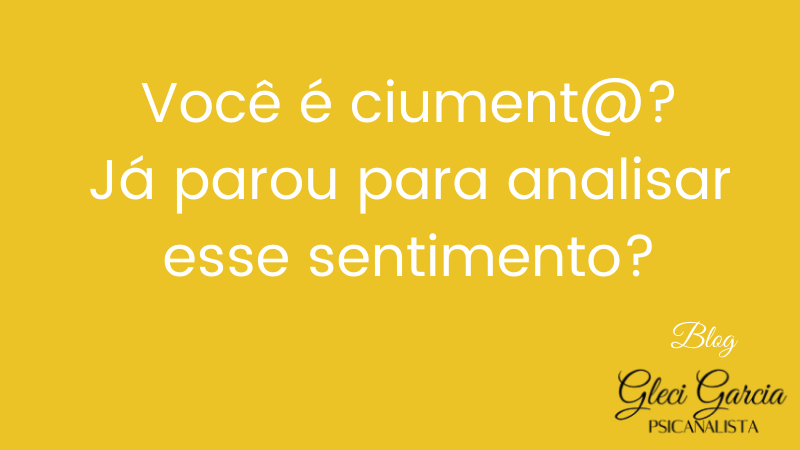 Você é ciument@?
Já parou para analisar
esse sentimento?
Blog
Gleci Garcia
PSICANALISTA